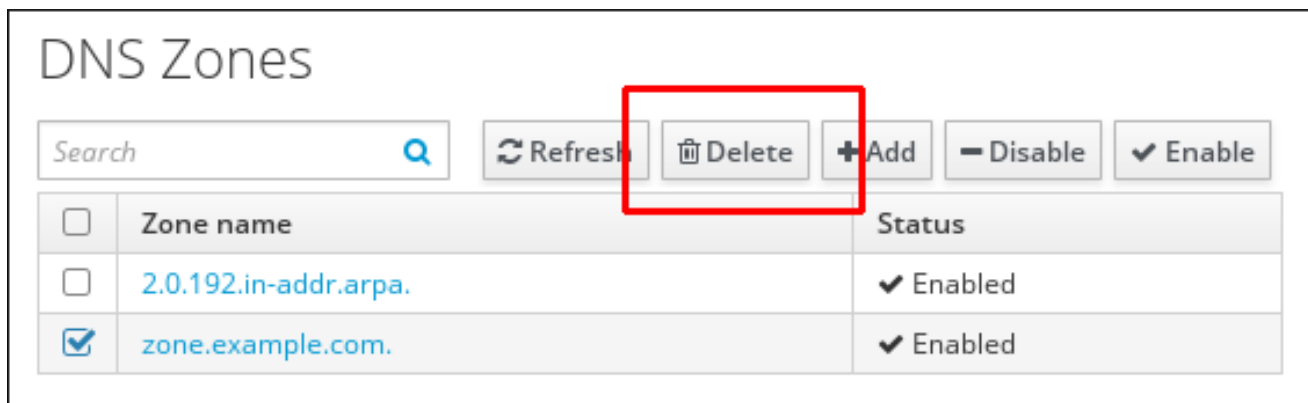 DNS Zones
Search Refresh Delete Add Disable Enable
Zone name Status
2.0.192.in-addr.arpa. Enabled
zone.example.com. Enabled